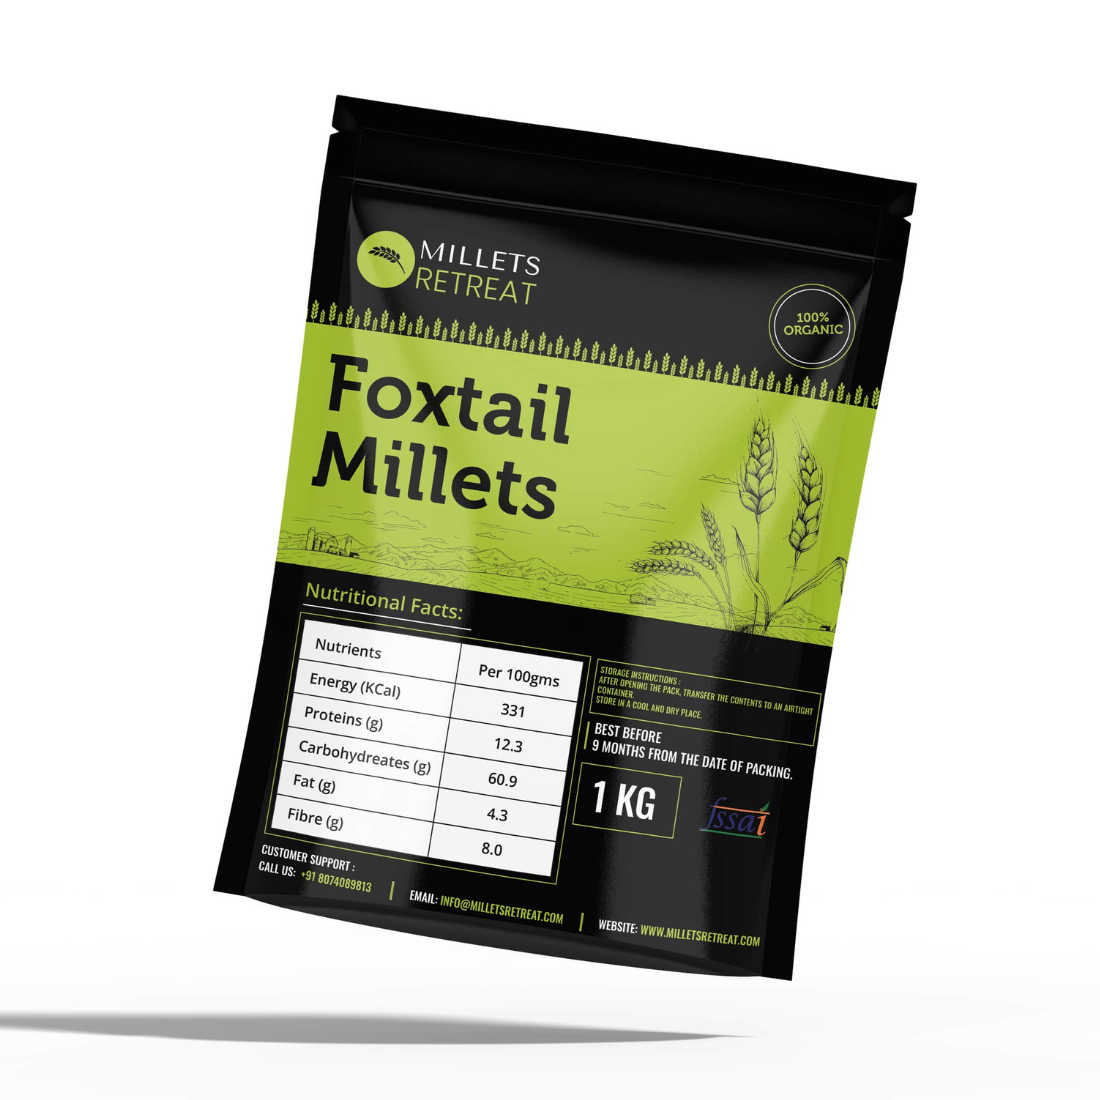 MILLETS
RETREAT
100%
ORGANIC
Foxtail
Millets
Nutritional Facts:
Nutrients Per 100gms
Energy (KCal) 331
Proteins (g) 12.3
Carbohydreates (g) 60.9
Fat (g) 4.3
Fibre (g) 8.0
STORAGE INSTRUCTIONS :
AFTER OPENING THE PACK, TRANSFER THE CONTENTS TO AN AIRTIGHT
CONTAINER.
STORE IN A COOL AND DRY PLACE.
BEST BEFORE
9 MONTHS FROM THE DATE OF PACKING.
1 KG
fssai
CUSTOMER SUPPORT :
CALL US: +91 8074089813 | EMAIL: INFO@MILLETSRETREAT.COM | WEBSITE: WWW.MILLETSRETREAT.COM